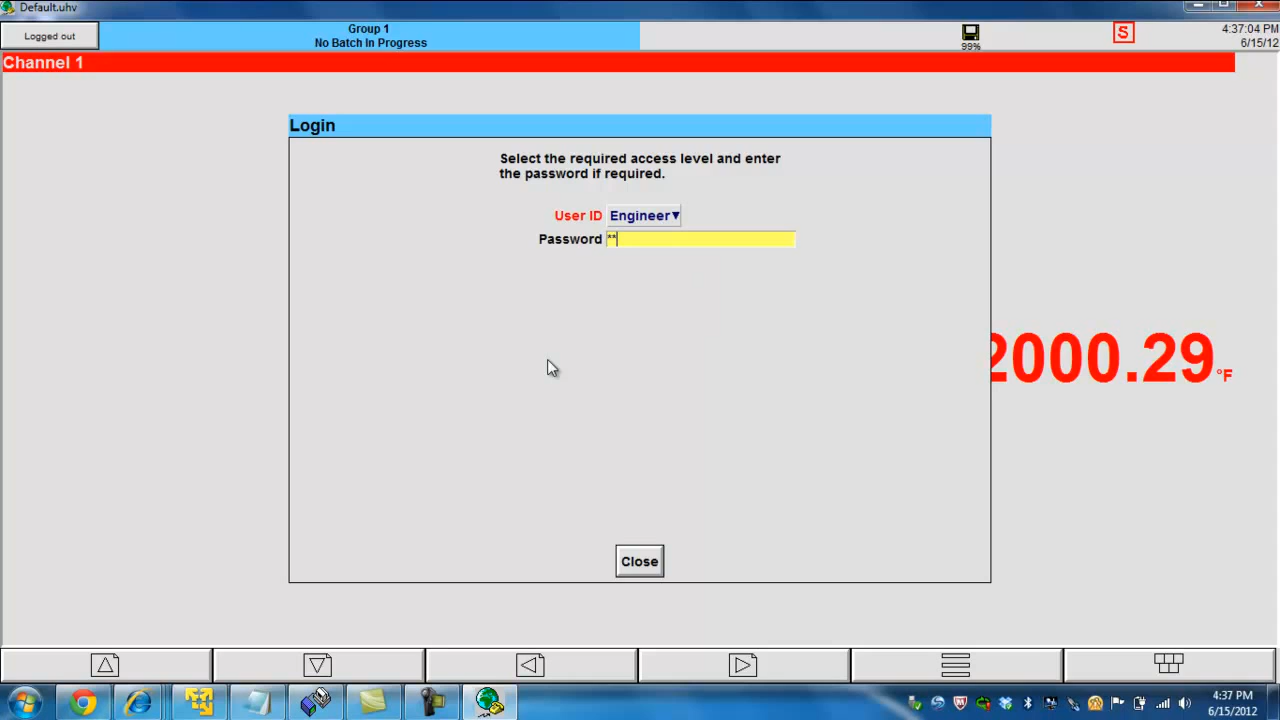 Default.uhv
Logged out
Group 1
No Batch In Progress
99%
S
4:37:04 PM
6/15/12
Channel 1
Login
Select the required access level and enter
the password if required.
User ID Engineer▼
Password **
2000.29 °F
Close
4:37 PM
6/15/2012